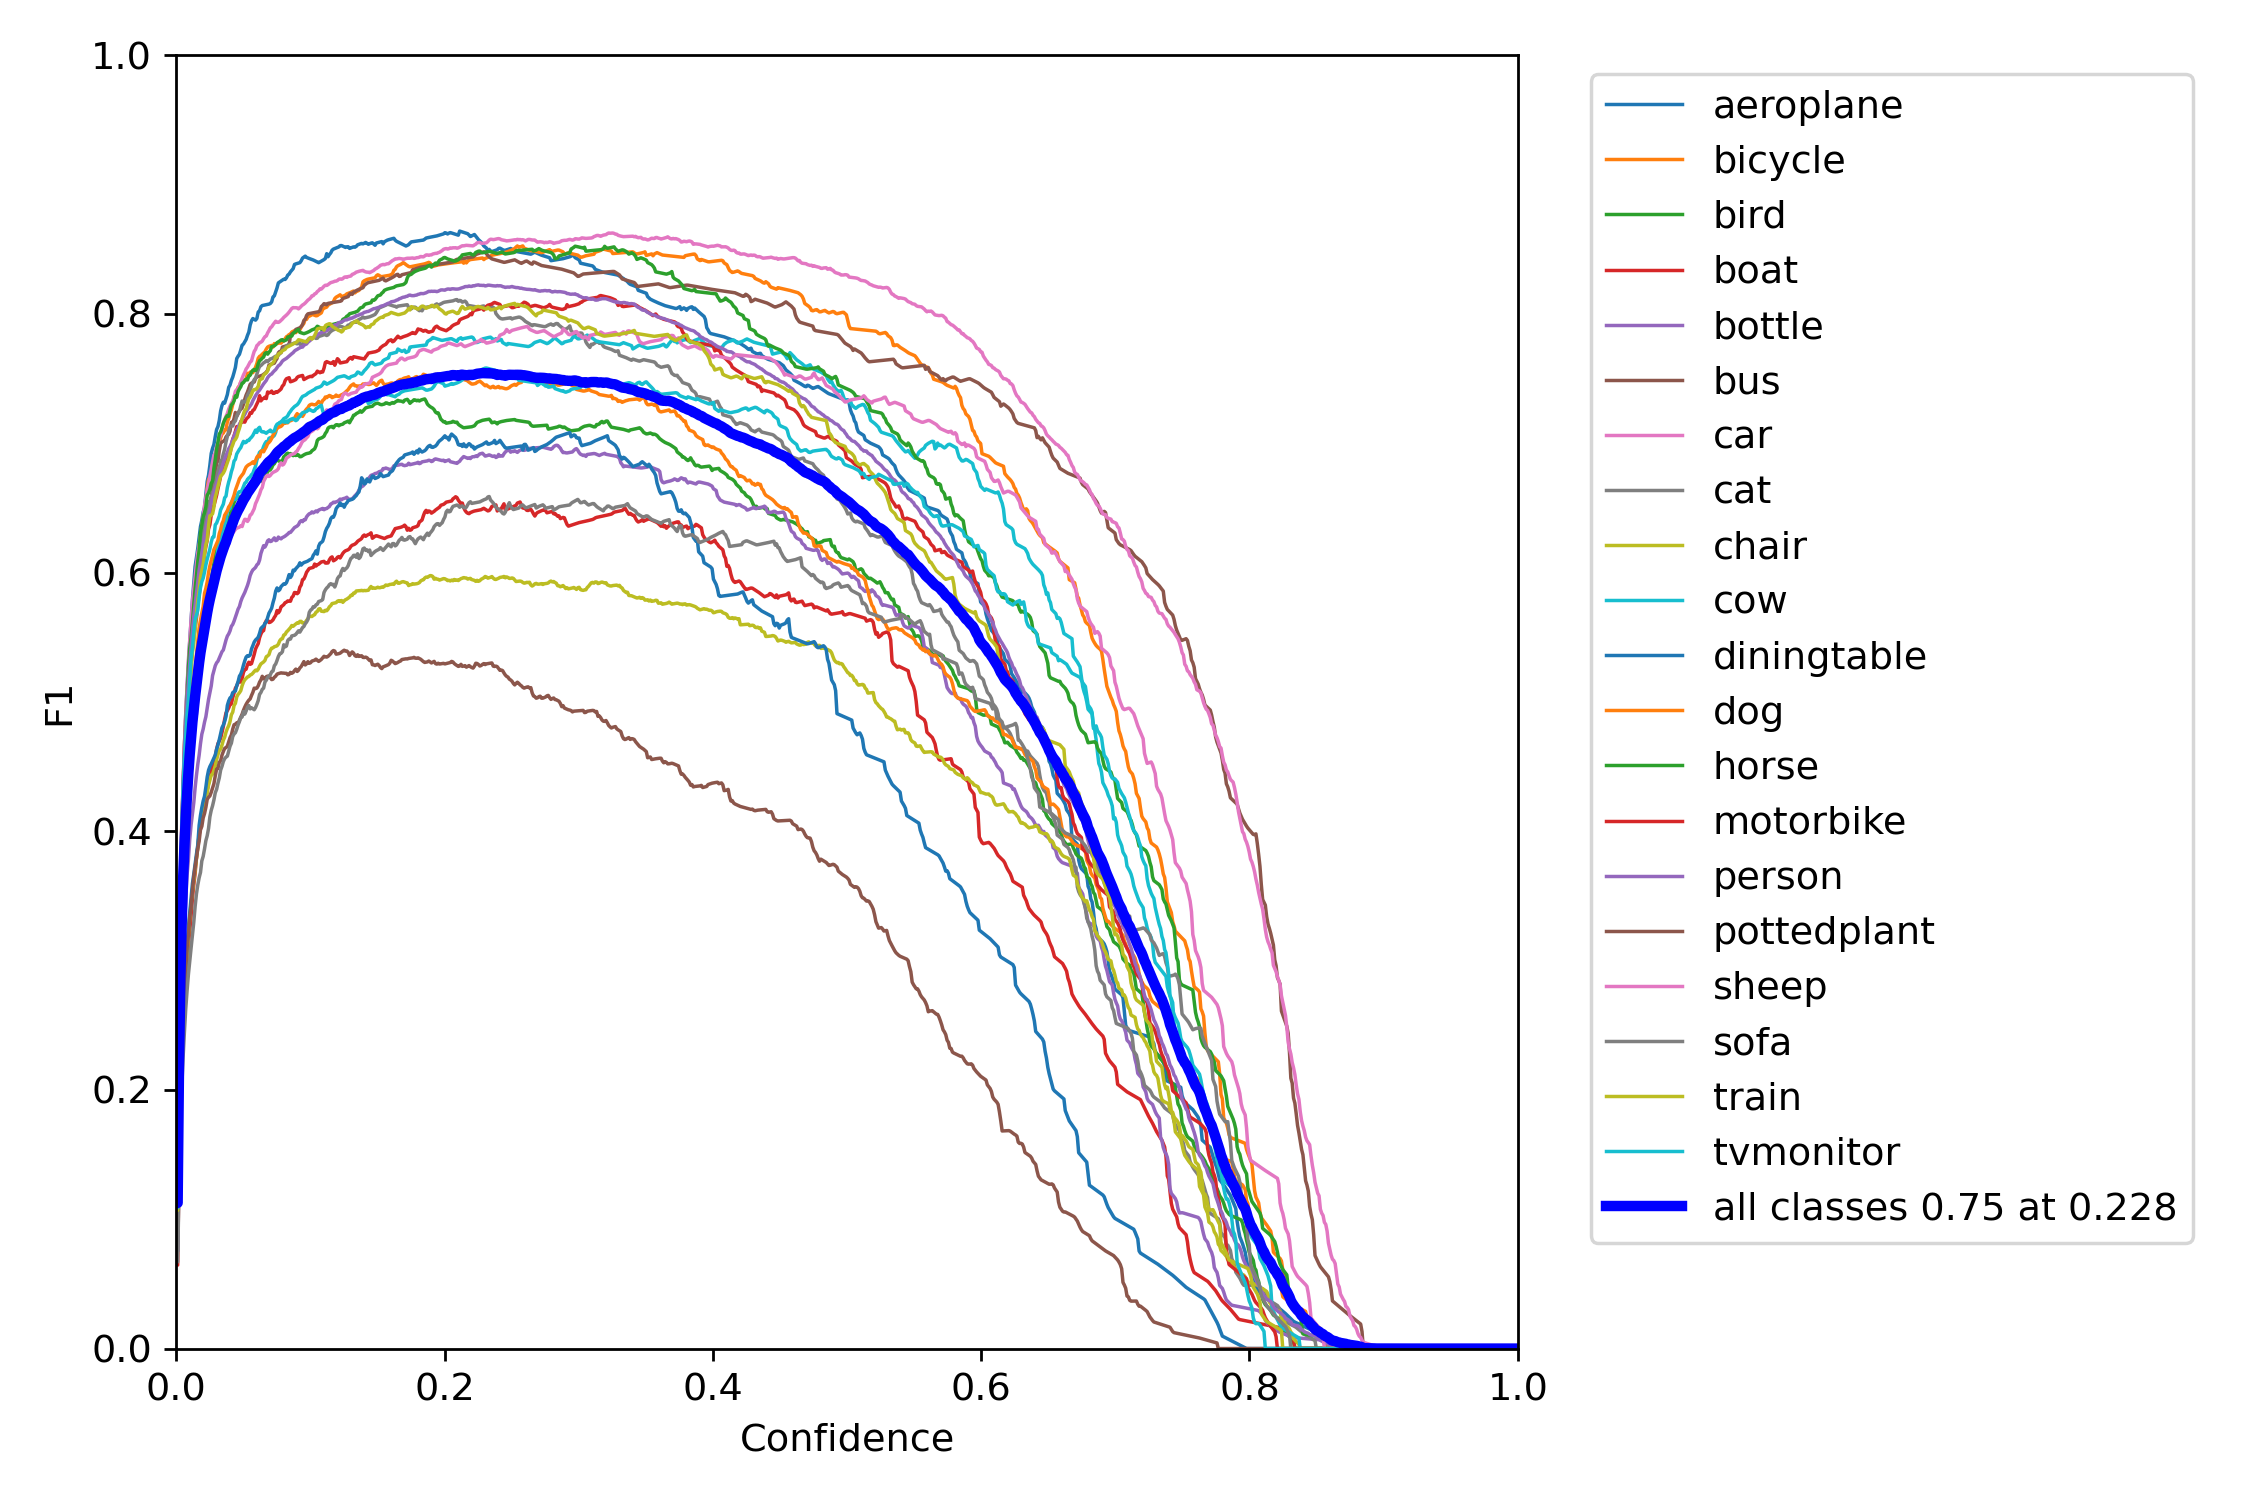 1.0
0.8
0.6
0.4
0.2
0.0
F1
0.0 0.2 0.4 0.6 0.8 1.0
Confidence
aeroplane
bicycle
bird
boat
bottle
bus
car
cat
chair
cow
diningtable
dog
horse
motorbike
person
pottedplant
sheep
sofa
train
tvmonitor
all classes 0.75 at 0.228